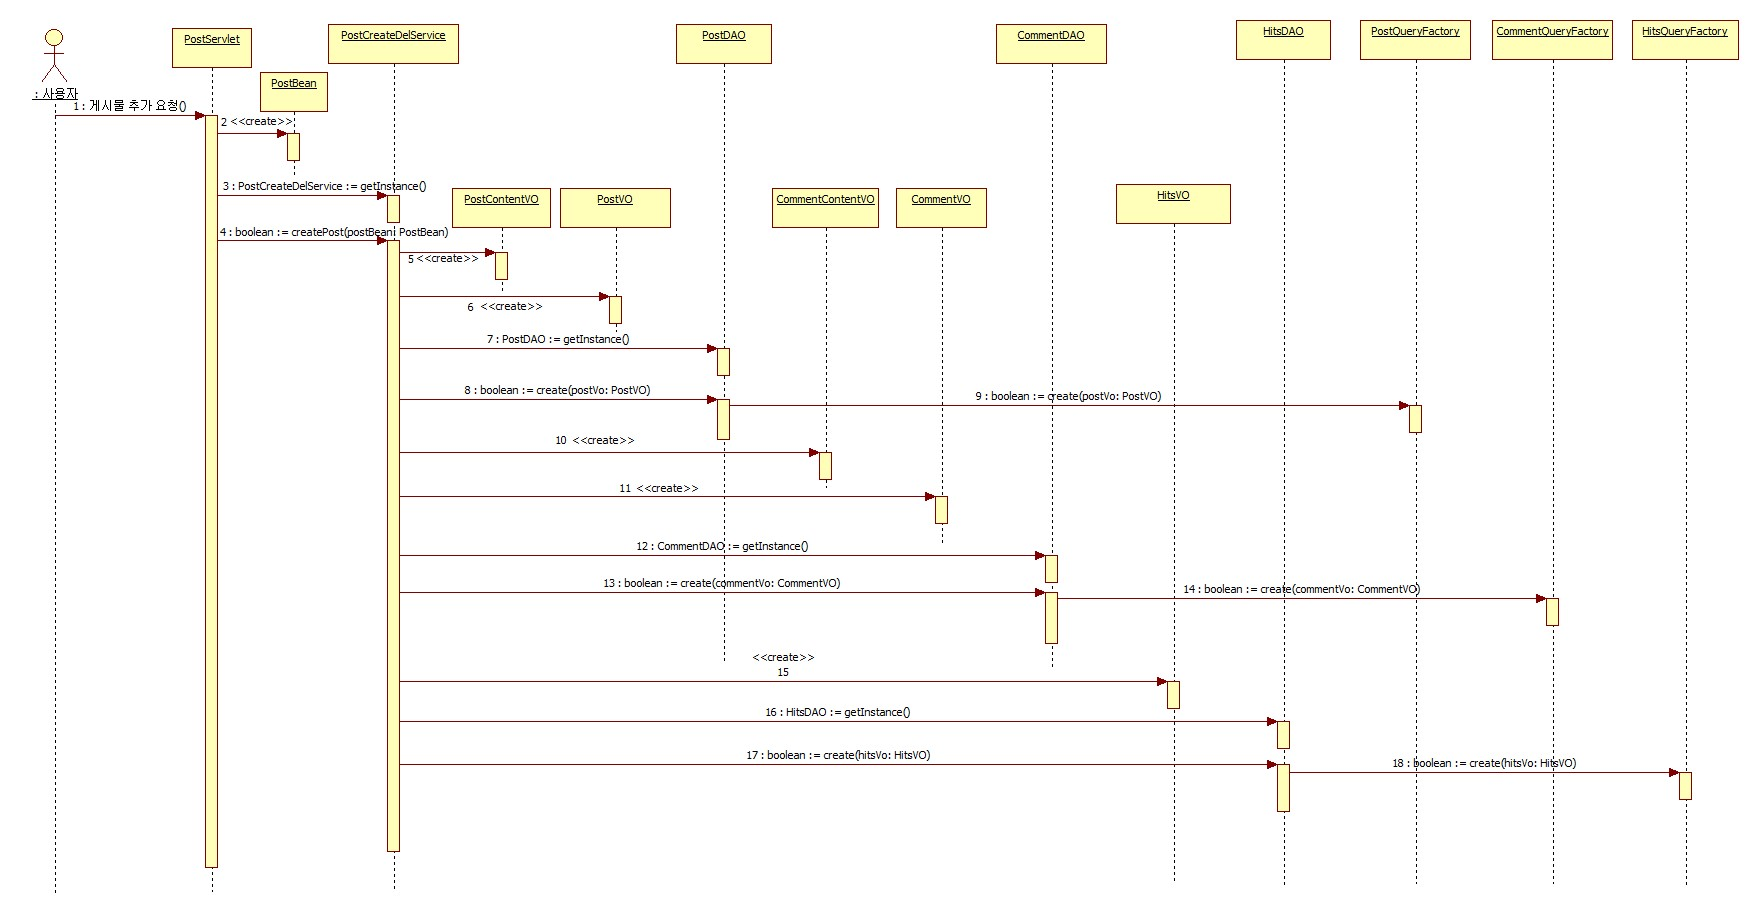 PostServlet
PostCreateDelService
PostDAO
CommentDAO
HitsDAO
PostQueryFactory
CommentQueryFactory
HitsQueryFactory
PostBean
: 사용자
1 : 게시물 추가 요청()
2 <<create>>
3 : PostCreateDelService := getInstance()
PostContentVO
PostVO
CommentContentVO
CommentVO
HitsVO
4 : boolean := createPost(postBean: PostBean)
5 <<create>>
6 <<create>>
7 : PostDAO := getInstance()
8 : boolean := create(postVo: PostVO)
9 : boolean := create(postVo: PostVO)
10 <<create>>
11 <<create>>
12 : CommentDAO := getInstance()
13 : boolean := create(commentVo: CommentVO)
14 : boolean := create(commentVo: CommentVO)
<<create>>
15
16 : HitsDAO := getInstance()
17 : boolean := create(hitsVo: HitsVO)
18 : boolean := create(hitsVo: HitsVO)